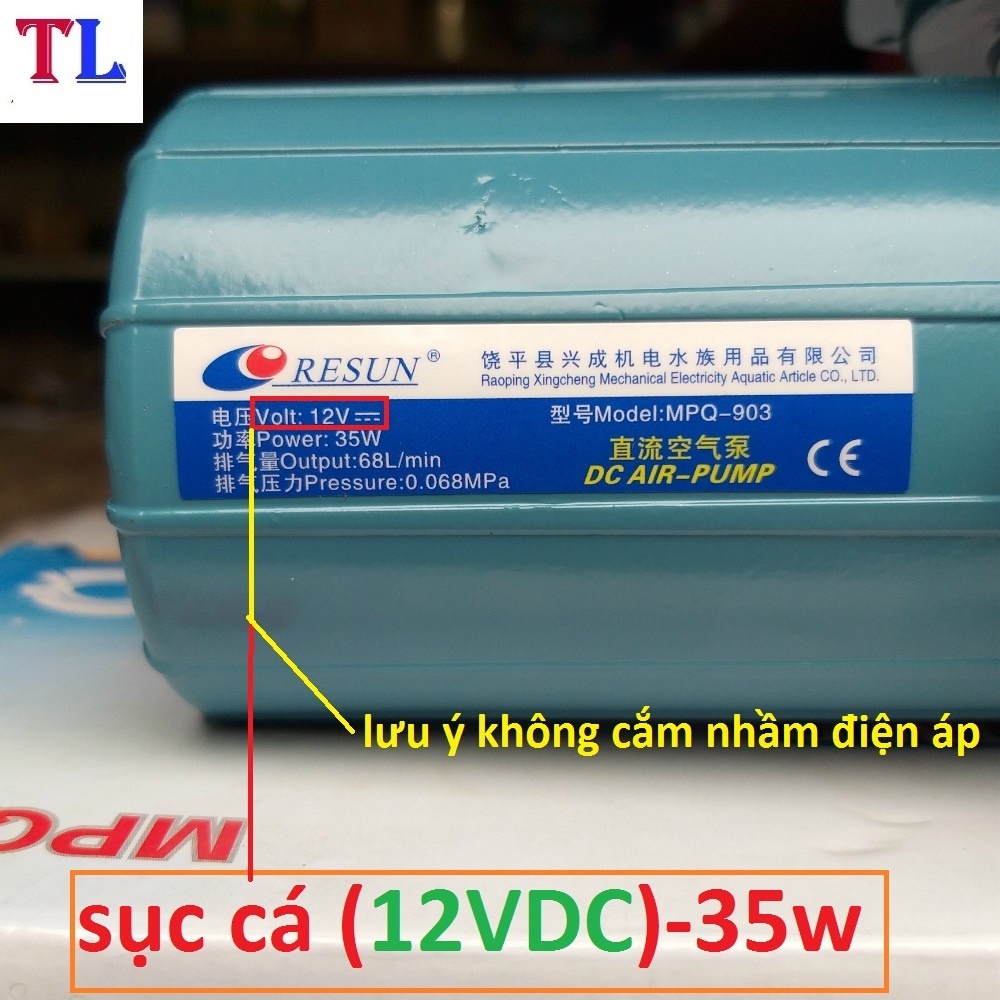 TL
RESUN®
饶平县兴成机电水族用品有限公司
Raoping Xingcheng Mechanical Electricity Aquatic Article CO., LTD.
电压Volt: 12V ⎓
型号Model:MPQ-903
功率Power: 35W
直流空气泵
排气量Output:68L/min
DC AIR-PUMP
CE
排气压力Pressure:0.068MPa
lưu ý không cắm nhầm điện áp
MPQ
sục cá (12VDC)-35w